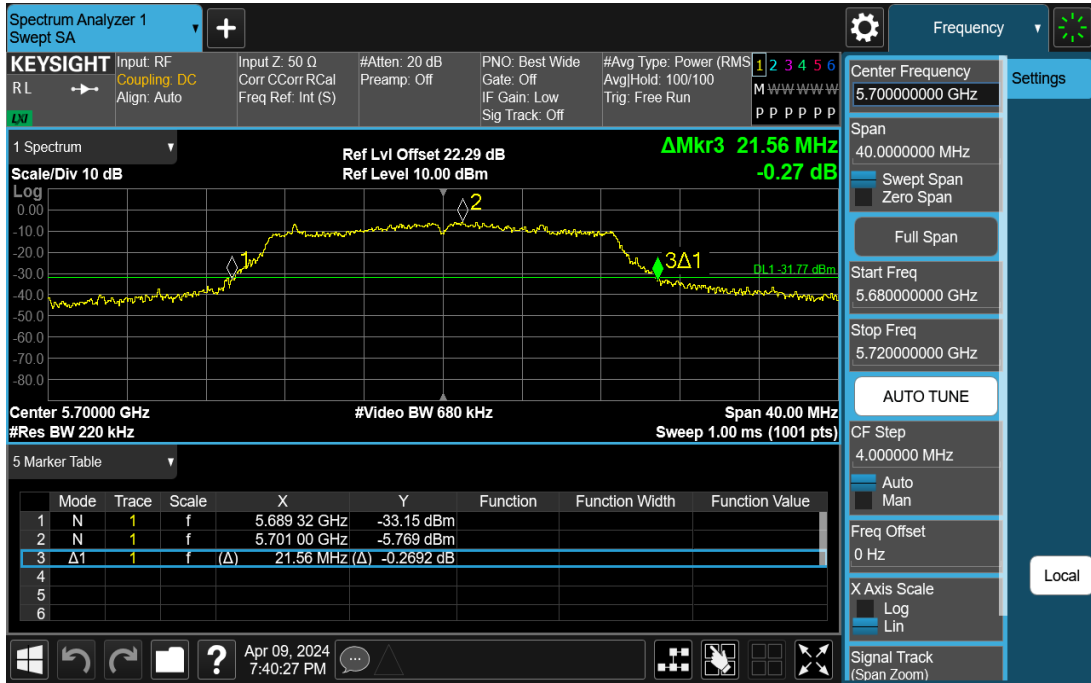 Spectrum Analyzer 1
Swept SA
+
Frequency
KEYSIGHT
RL
LXI
Input: RF
Coupling: DC
Align: Auto
Input Z: 50 Ω
Corr CCorr RCal
Freq Ref: Int (S)
#Atten: 20 dB
Preamp: Off
PNO: Best Wide
Gate: Off
IF Gain: Low
Sig Track: Off
#Avg Type: Power (RMS
Avg|Hold: 100/100
Trig: Free Run
1 2 3 4 5 6
M W W W W W
P P P P P P
1 Spectrum
Scale/Div 10 dB
Ref Lvl Offset 22.29 dB
Ref Level 10.00 dBm
ΔMkr3 21.56 MHz
-0.27 dB
Log
0.00
-10.0
-20.0
-30.0
-40.0
-50.0
-60.0
-70.0
-80.0
1
2
3Δ1
DL1 -31.77 dBm
Center 5.70000 GHz
#Video BW 680 kHz
Span 40.00 MHz
#Res BW 220 kHz
Sweep 1.00 ms (1001 pts)
5 Marker Table
Mode Trace Scale X Y Function Function Width Function Value
1 N 1 f 5.689 32 GHz -33.15 dBm
2 N 1 f 5.701 00 GHz -5.769 dBm
3 Δ1 1 f (Δ) 21.56 MHz (Δ) -0.2692 dB
4
5
6
?
Apr 09, 2024
7:40:27 PM
Center Frequency
5.700000000 GHz
Span
40.0000000 MHz
Swept Span
Zero Span
Full Span
Start Freq
5.680000000 GHz
Stop Freq
5.720000000 GHz
AUTO TUNE
CF Step
4.000000 MHz
Auto
Man
Freq Offset
0 Hz
X Axis Scale
Log
Lin
Signal Track
(Span Zoom)
Settings
Local